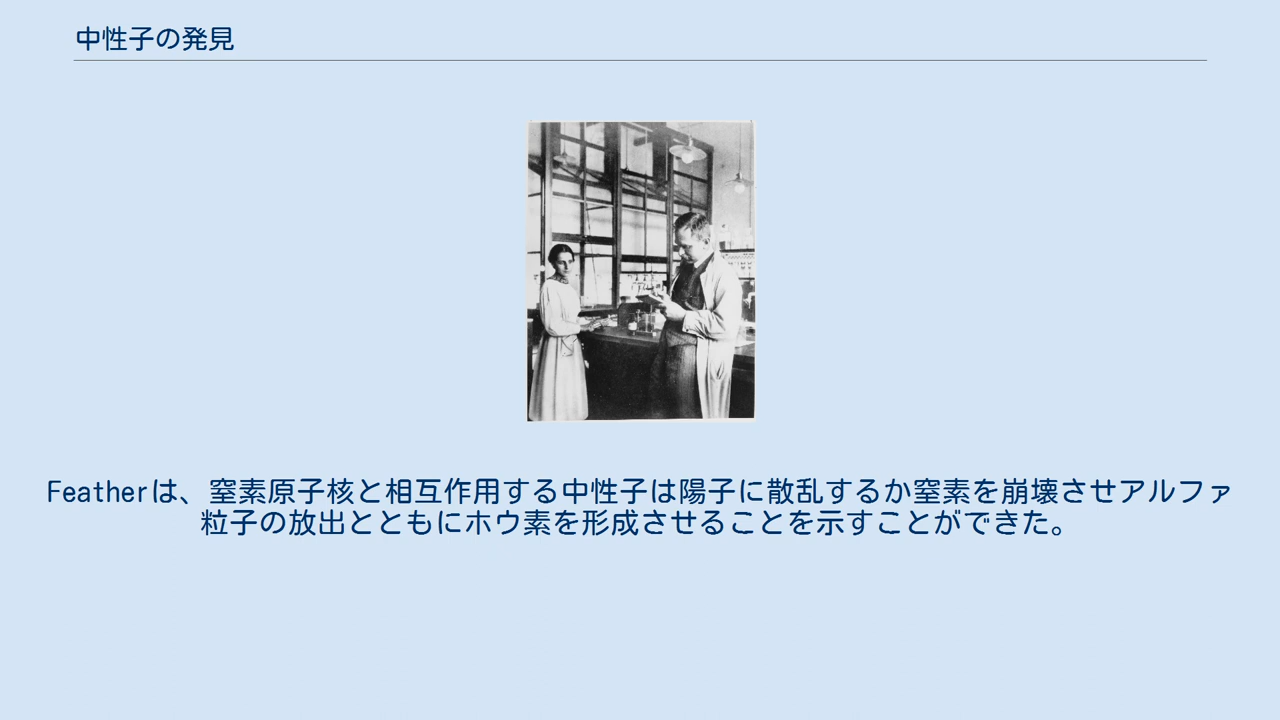 中性子の発見
Featherは、窒素原子核と相互作用する中性子は陽子に散乱するか窒素を崩壊させアルファ
粒子の放出とともにホウ素を形成させることを示すことができた。